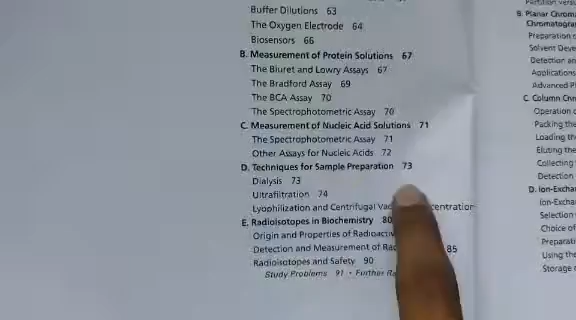 Buffer Dilutions 63
The Oxygen Electrode 64
Biosensors 66
B. Measurement of Protein Solutions 67
The Biuret and Lowry Assays 67
The Bradford Assay 69
The BCA Assay 70
The Spectrophotometric Assay 70
C. Measurement of Nucleic Acid Solutions 71
The Spectrophotometric Assay 71
Other Assays for Nucleic Acids 72
D. Techniques for Sample Preparation 73
Dialysis 73
Ultrafiltration 74
Lyophilization and Centrifugal
E. Radioisotopes in Biochemistry 80
Origin and Properties of
Detection and Measurement of 85
Radioisotopes and Safety 90
Study Problems 91 • Further
B. Planar
Preparation
Solvent
Detection
Applications
Advanced
C. Column
Operation
Packing the
Loading
Eluting the
Collecting
Detection
D.
Selection
Choice of
Using the
Storage